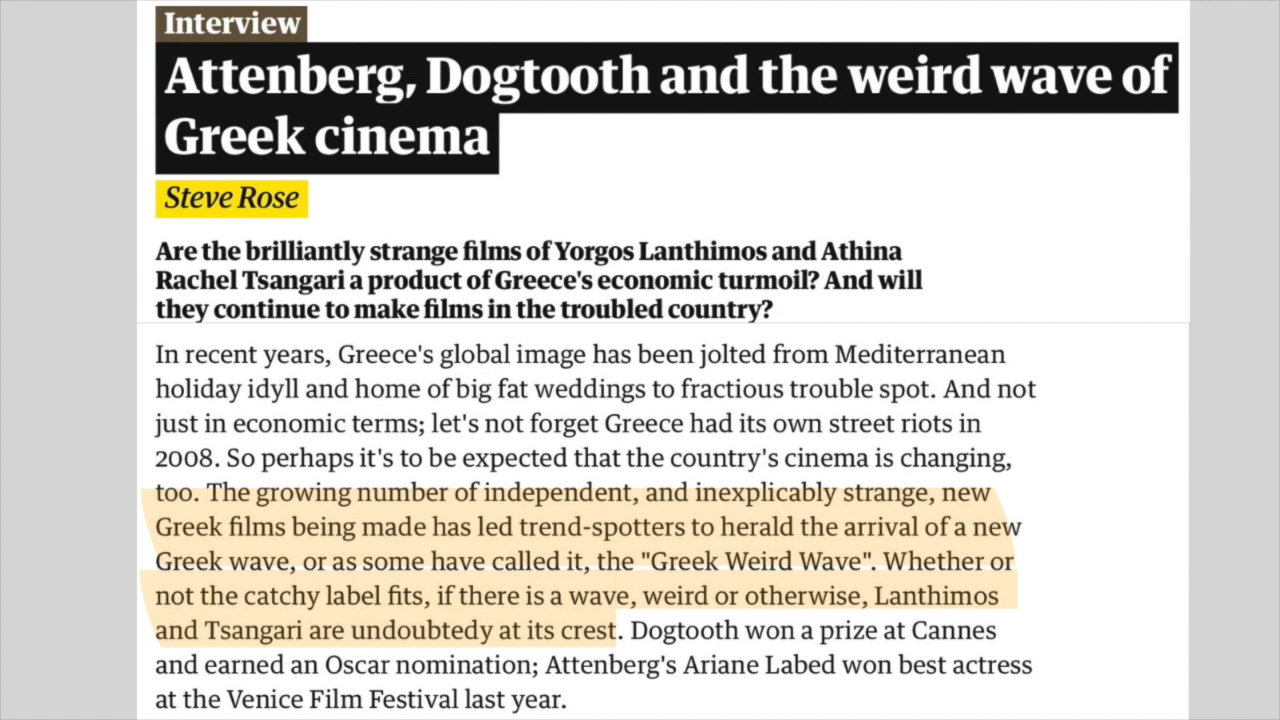 Interview
Attenberg, Dogtooth and the weird wave of
Greek cinema
Steve Rose
Are the brilliantly strange films of Yorgos Lanthimos and Athina
Rachel Tsangari a product of Greece's economic turmoil? And will
they continue to make films in the troubled country?
In recent years, Greece's global image has been jolted from Mediterranean
holiday idyll and home of big fat weddings to fractious trouble spot. And not
just in economic terms; let's not forget Greece had its own street riots in
2008. So perhaps it's to be expected that the country's cinema is changing,
too. The growing number of independent, and inexplicably strange, new
Greek films being made has led trend-spotters to herald the arrival of a new
Greek wave, or as some have called it, the "Greek Weird Wave". Whether or
not the catchy label fits, if there is a wave, weird or otherwise, Lanthimos
and Tsangari are undoubtedy at its crest. Dogtooth won a prize at Cannes
and earned an Oscar nomination; Attenberg's Ariane Labed won best actress
at the Venice Film Festival last year.